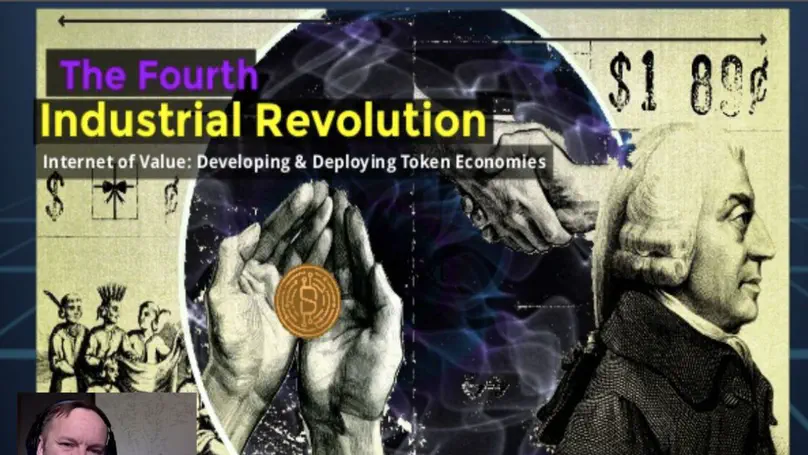 The Fourth
Industrial Revolution
Internet of Value: Developing & Deploying Token Economies
$1 89¢
$ ¢